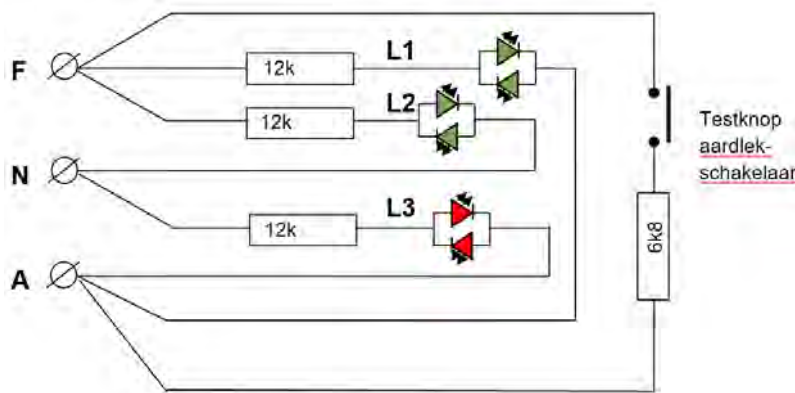 F
L1
12k
L2
12k
N
L3
12k
A
Testknop
aardlek-
schakelaar
6k8